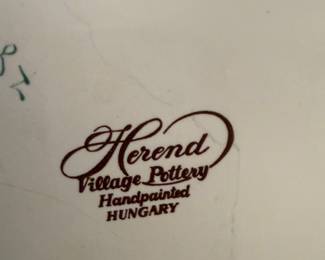 Herend
Village Pottery
Handpainted
HUNGARY